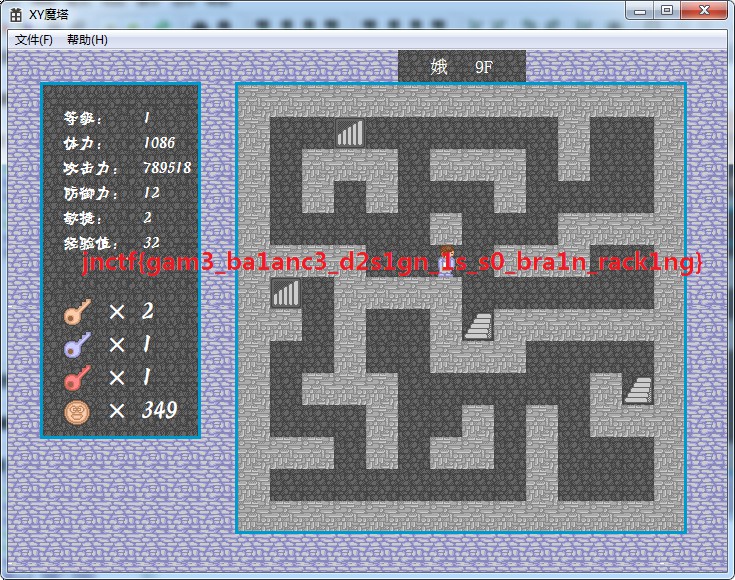 XY魔塔
文件(F) 帮助(H)
娥 9F
等级： 1
体力： 1086
攻击力： 789518
防御力： 12
敏捷： 2
经验值： 32
jnctf{gam3_ba1anc3_d2s1gn_1s_s0_bra1n_rack1ng}
× 2
× 1
× 1
× 349